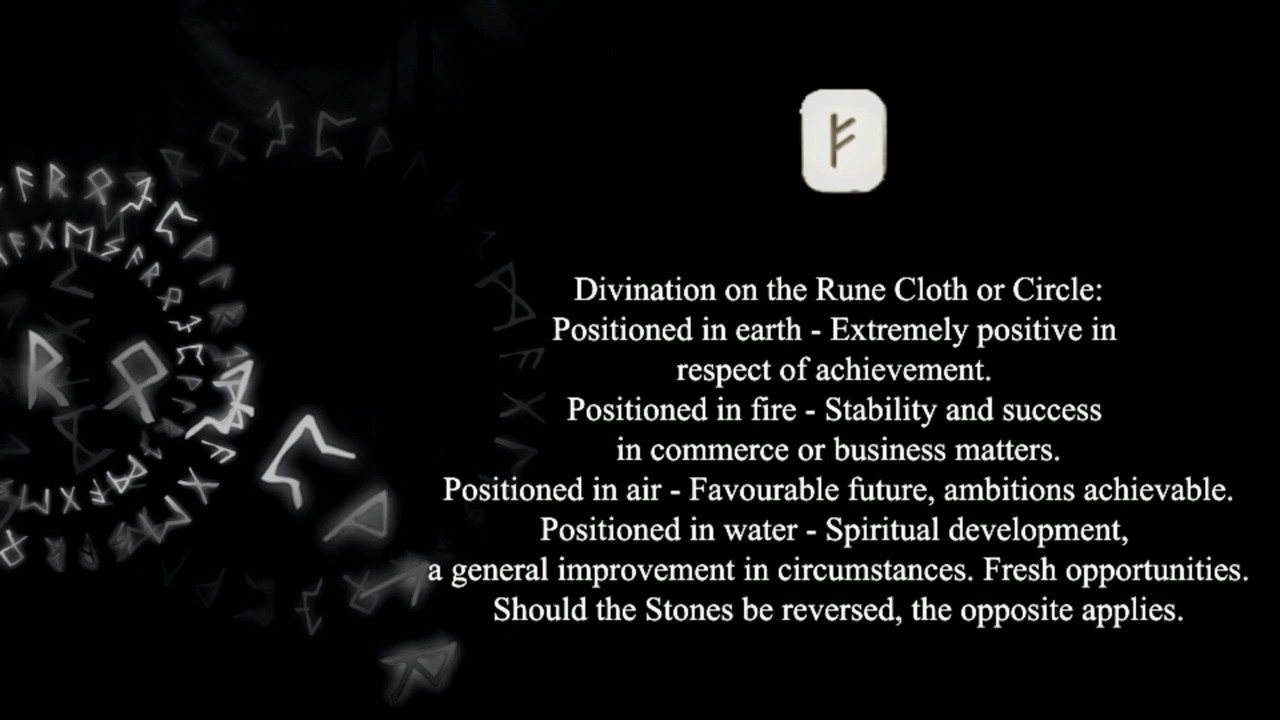 ᚠ
Divination on the Rune Cloth or Circle:
Positioned in earth - Extremely positive in
respect of achievement.
Positioned in fire - Stability and success
in commerce or business matters.
Positioned in air - Favourable future, ambitions achievable.
Positioned in water - Spiritual development,
a general improvement in circumstances. Fresh opportunities.
Should the Stones be reversed, the opposite applies.